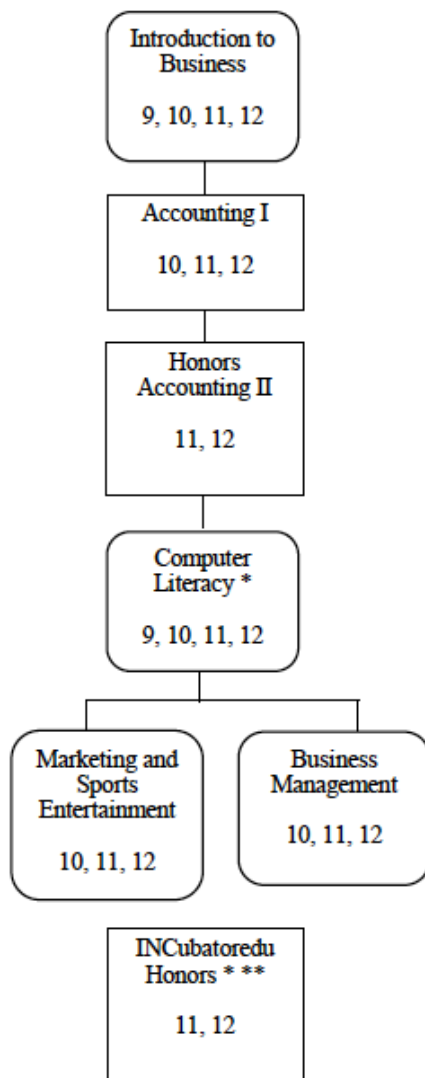 Introduction to
Business
9, 10, 11, 12
Accounting I
10, 11, 12
Honors
Accounting II
11, 12
Computer
Literacy *
9, 10, 11, 12
Marketing and
Sports
Entertainment
10, 11, 12
Business
Management
10, 11, 12
INCubatoredu
Honors * **
11, 12